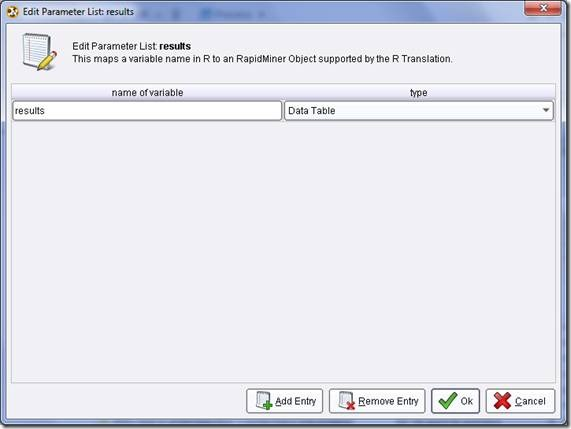 Edit Parameter List: results
Edit Parameter List: results
This maps a variable name in R to an RapidMiner Object supported by the R Translation.
name of variable type
results Data Table
Add Entry Remove Entry Ok Cancel